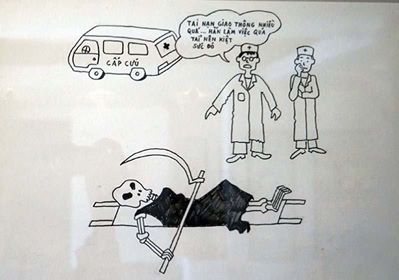 TAI NẠN GIAO THÔNG NHIỀU
QUÁ... HẮN LÀM VIỆC QUÁ
TẢI NÊN KIỆT
SỨC ĐÓ
CẤP CỨU